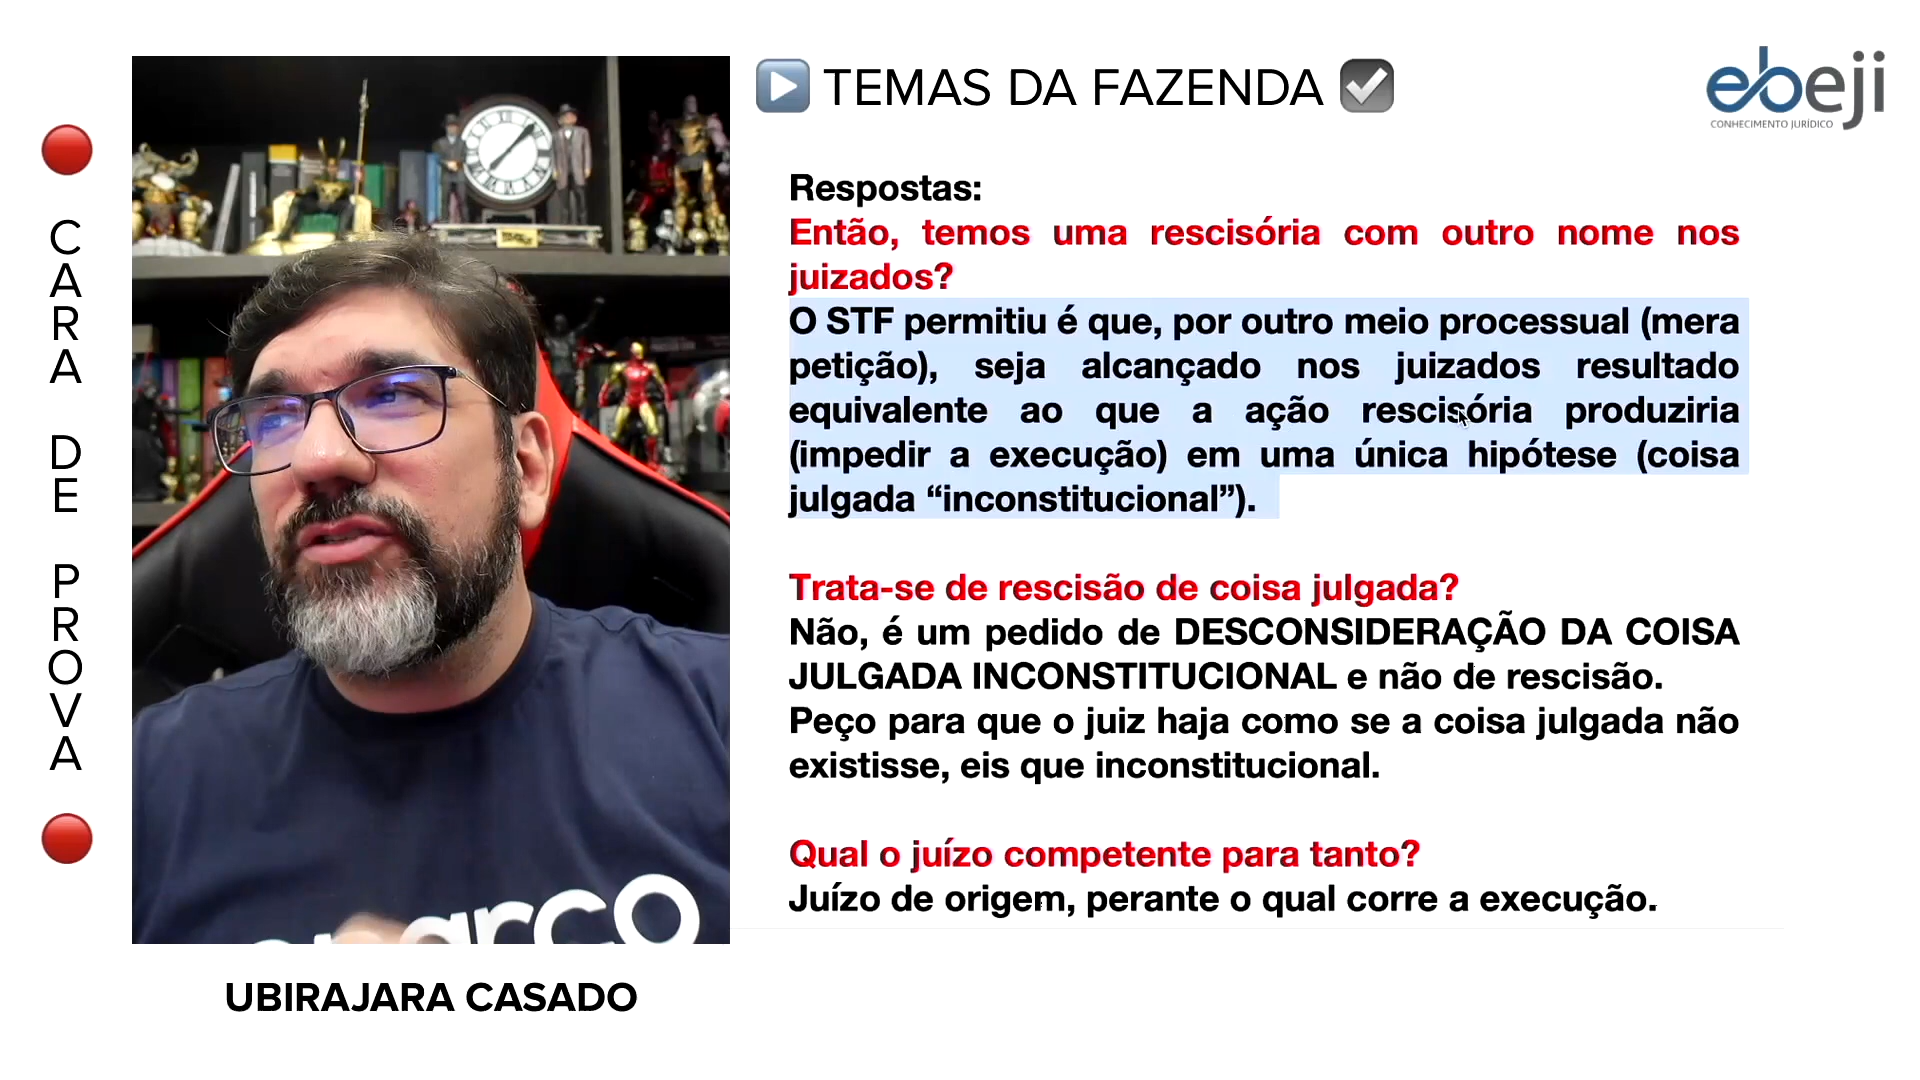 TEMAS DA FAZENDA
ebeji
CONHECIMENTO JURÍDICO
CARA DE PROVA
Respostas:
Então, temos uma rescisória com outro nome nos
juizados?
O STF permitiu é que, por outro meio processual (mera
petição), seja alcançado nos juizados resultado
equivalente ao que a ação rescisória produziria
(impedir a execução) em uma única hipótese (coisa
julgada “inconstitucional”).
Trata-se de rescisão de coisa julgada?
Não, é um pedido de DESCONSIDERAÇÃO DA COISA
JULGADA INCONSTITUCIONAL e não de rescisão.
Peço para que o juiz haja como se a coisa julgada não
existisse, eis que inconstitucional.
Qual o juízo competente para tanto?
Juízo de origem, perante o qual corre a execução.
UBIRAJARA CASADO